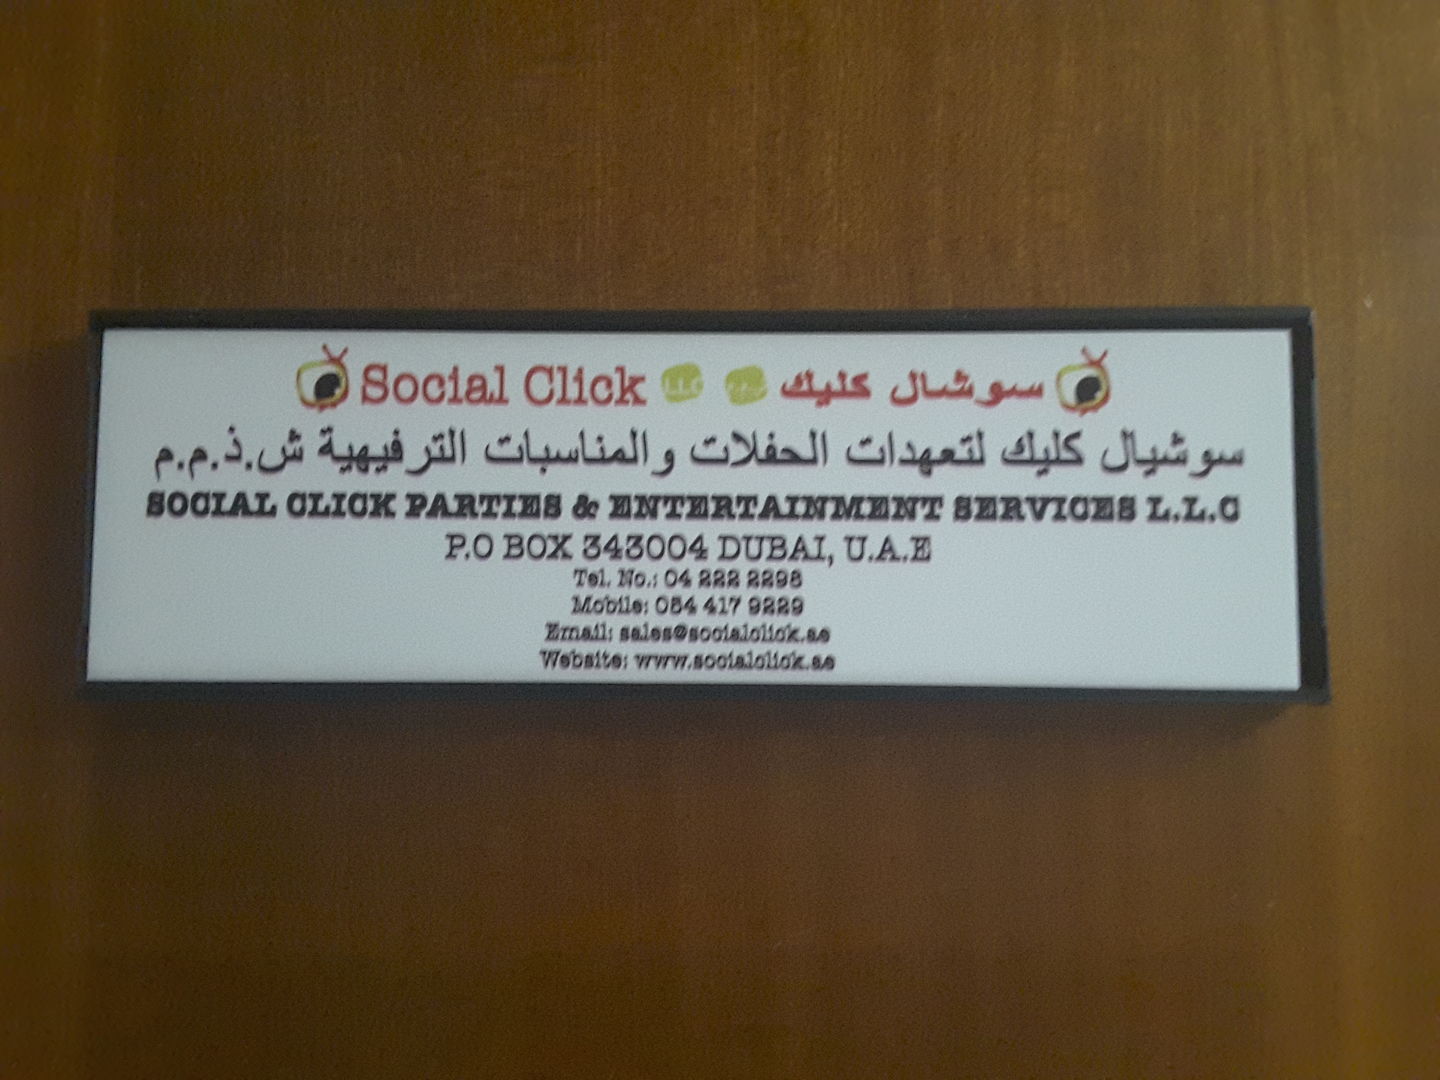 Social Click LLC ذ.م.م سوشال كليك
سوشيال كليك لتعهدات الحفلات والمناسبات الترفيهية ش.ذ.م.م
SOCIAL CLICK PARTIES & ENTERTAINMENT SERVICES L.L.C
P.O BOX 343004 DUBAI, U.A.E
Tel. No.: 04 222 2298
Mobile: 054 417 9229
Email: sales@socialclick.ae
Website: www.socialclick.ae